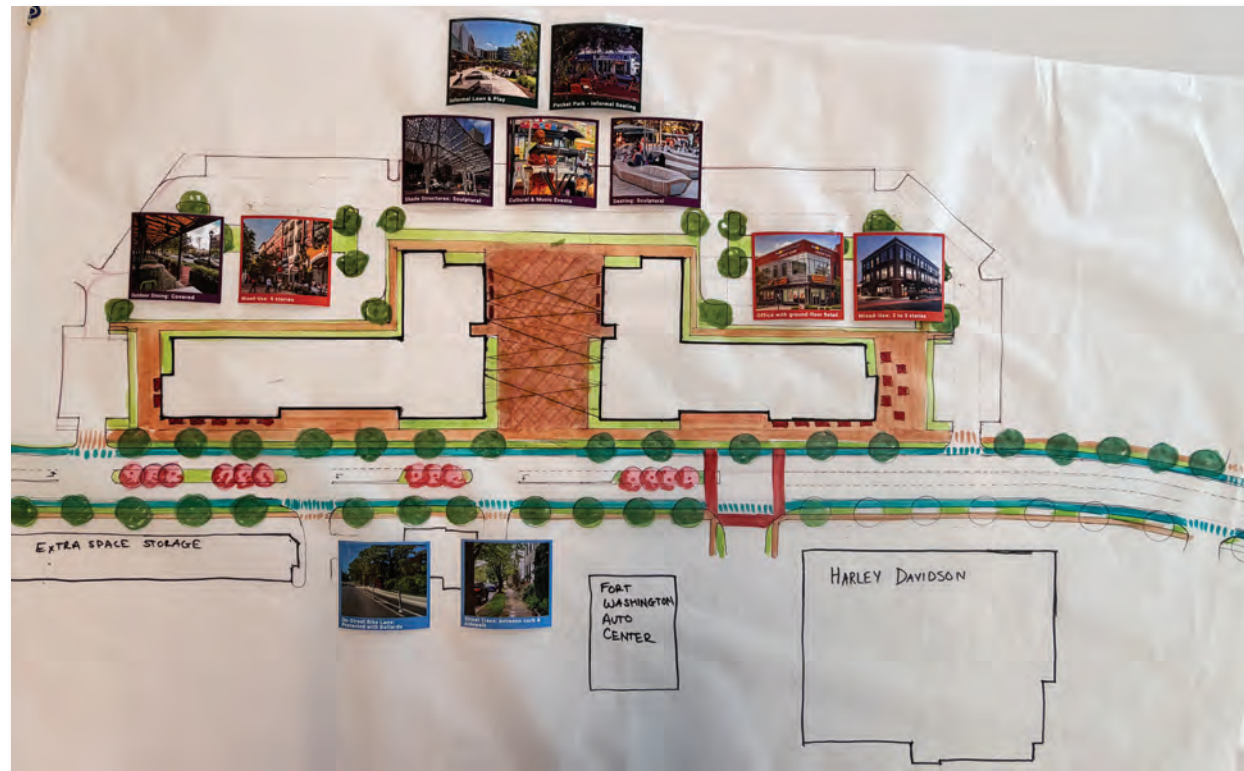 Informal Lawn & Play
Pocket Park - Informal Seating
Shade Structures: Sculptural
Cultural & Music Events
Seating: Sculptural
Outdoor Dining: Covered
Mixed-Use: 4 stories
Office with ground-floor Retail
Mixed-Use: 2 to 3 stories
EXTRA SPACE STORAGE
On Street Bike Lane:
Protected with Bollards
Street Trees: Between curb &
sidewalk
FORT
WASHINGTON
AUTO
CENTER
HARLEY DAVIDSON